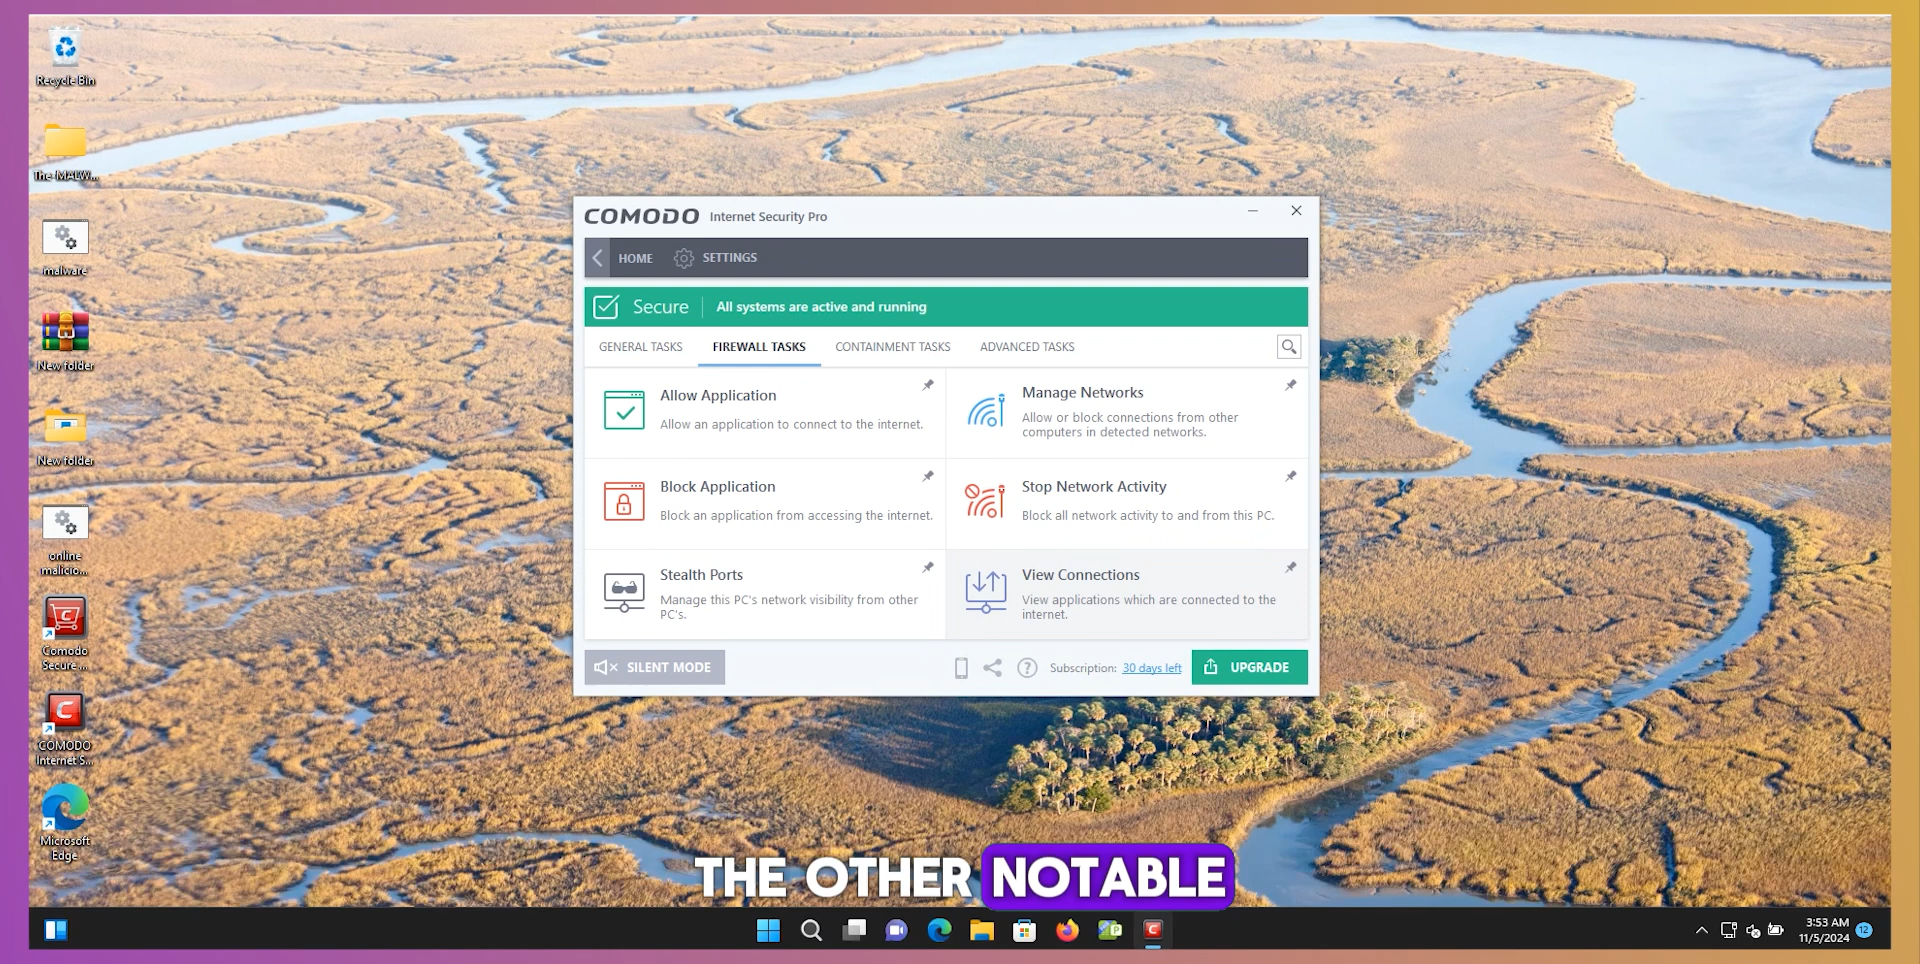 Recycle Bin
The-MALW...
malware
New folder
New folder
online
malicio...
Comodo
Secure ...
COMODO
Internet S...
Microsoft
Edge
COMODO Internet Security Pro
HOME SETTINGS
Secure All systems are active and running
GENERAL TASKS FIREWALL TASKS CONTAINMENT TASKS ADVANCED TASKS
Allow Application
Allow an application to connect to the internet.
Manage Networks
Allow or block connections from other
computers in detected networks.
Block Application
Block an application from accessing the internet.
Stop Network Activity
Block all network activity to and from this PC.
Stealth Ports
Manage this PC's network visibility from other
PC's.
View Connections
View applications which are connected to the
internet.
SILENT MODE
Subscription: 30 days left
UPGRADE
THE OTHER NOTABLE
3:53 AM
11/5/2024
12